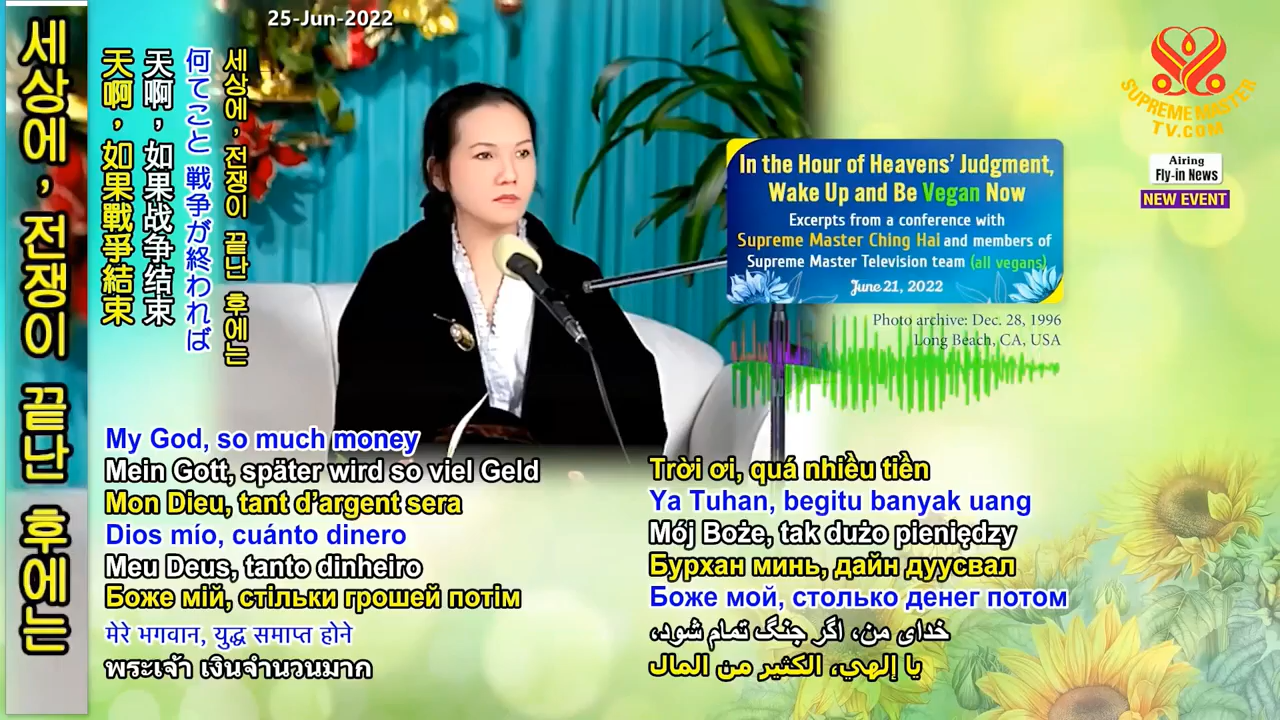 25-Jun-2022
세상에, 전쟁이 끝난 후에는
天啊，如果戰爭結束
天啊，如果战争结束
何てこと 戦争が終われば
세상에, 전쟁이 끝난 후에는
SUPREME MASTER
TV.COM
Airing
Fly-in News
NEW EVENT
In the Hour of Heavens' Judgment,
Wake Up and Be Vegan Now
Excerpts from a conference with
Supreme Master Ching Hai and members of
Supreme Master Television team (all vegans)
June 21, 2022
Photo archive: Dec. 28, 1996
Long Beach, CA, USA
My God, so much money
Mein Gott, später wird so viel Geld
Mon Dieu, tant d'argent sera
Dios mío, cuánto dinero
Meu Deus, tanto dinheiro
Боже мій, стільки грошей потім
मेरे भगवान, युद्ध समाप्त होने
พระเจ้า เงินจำนวนมาก
Trời ơi, quá nhiều tiền
Ya Tuhan, begitu banyak uang
Mój Boże, tak dużo pieniędzy
Бурхан минь, дайн дуусвал
Боже мой, столько денег потом
خدای من، اگر جنگ تمام شود،
يا إلهي، الكثير من المال